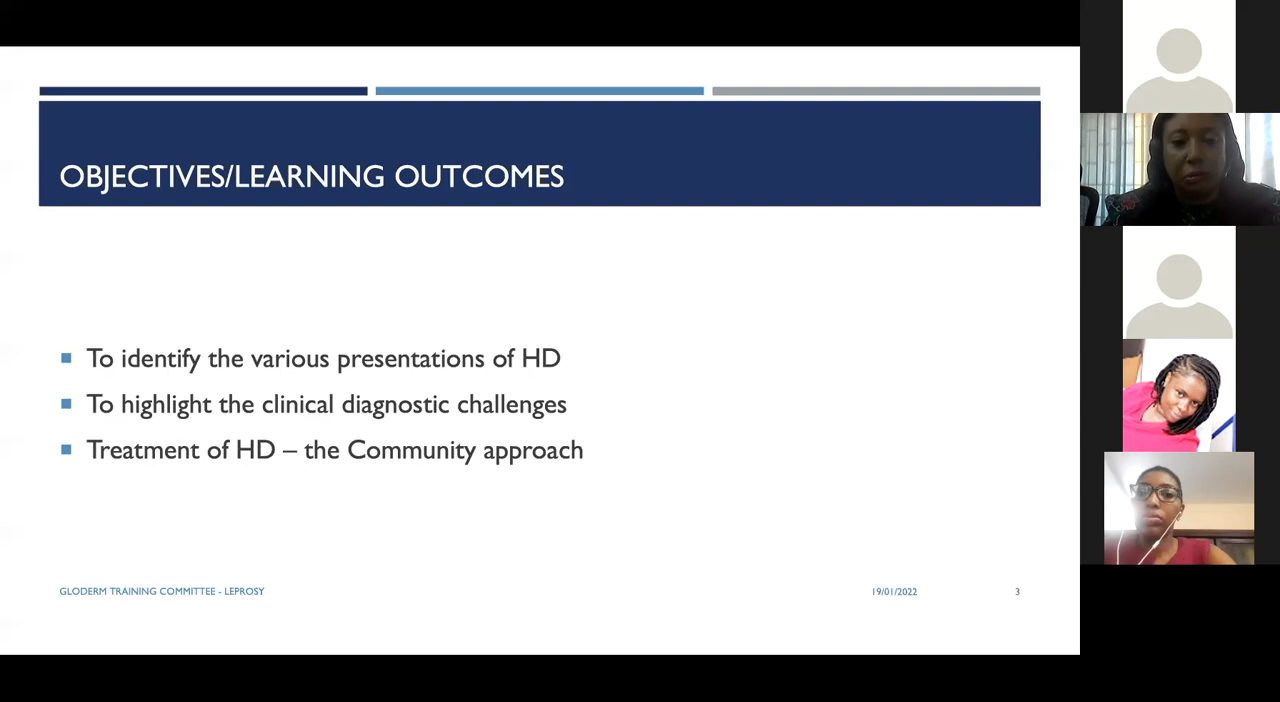 OBJECTIVES/LEARNING OUTCOMES
To identify the various presentations of HD
To highlight the clinical diagnostic challenges
Treatment of HD – the Community approach
GLODERM TRAINING COMMITTEE - LEPROSY
19/01/2022
3